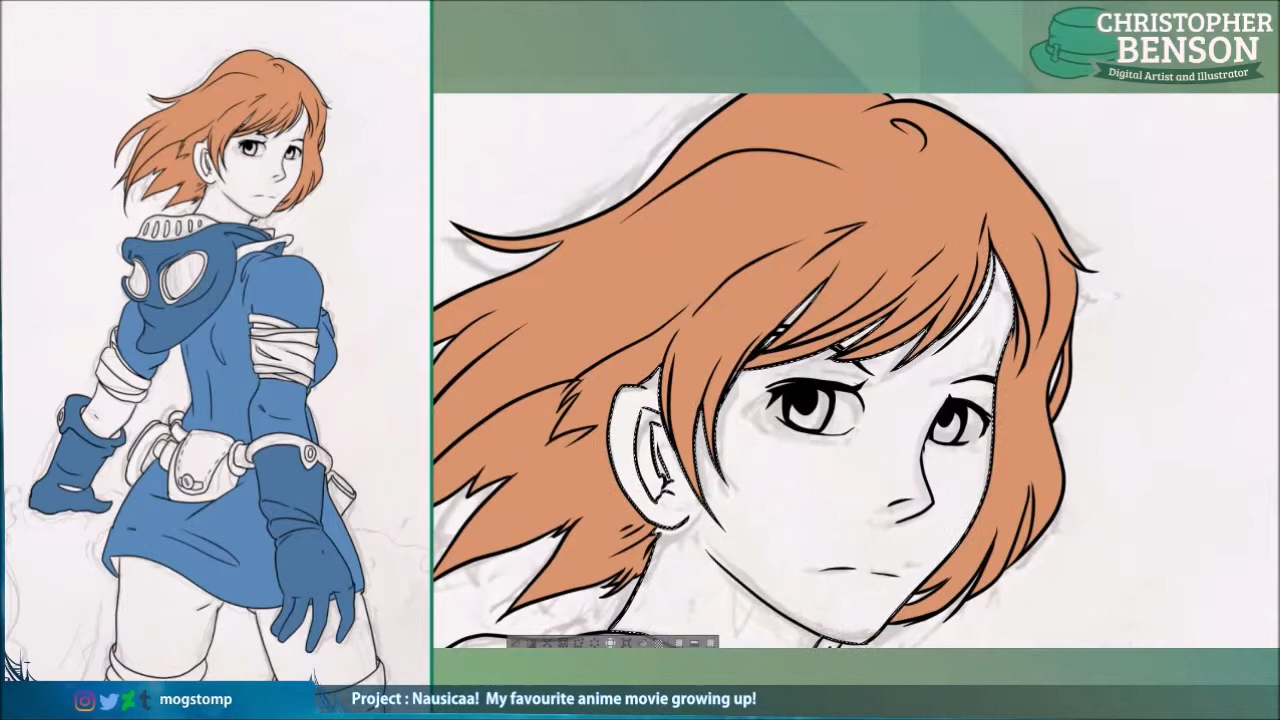 CHRISTOPHER
BENSON
Digital Artist and Illustrator
mogstomp
Project : Nausicaa! My favourite anime movie growing up!